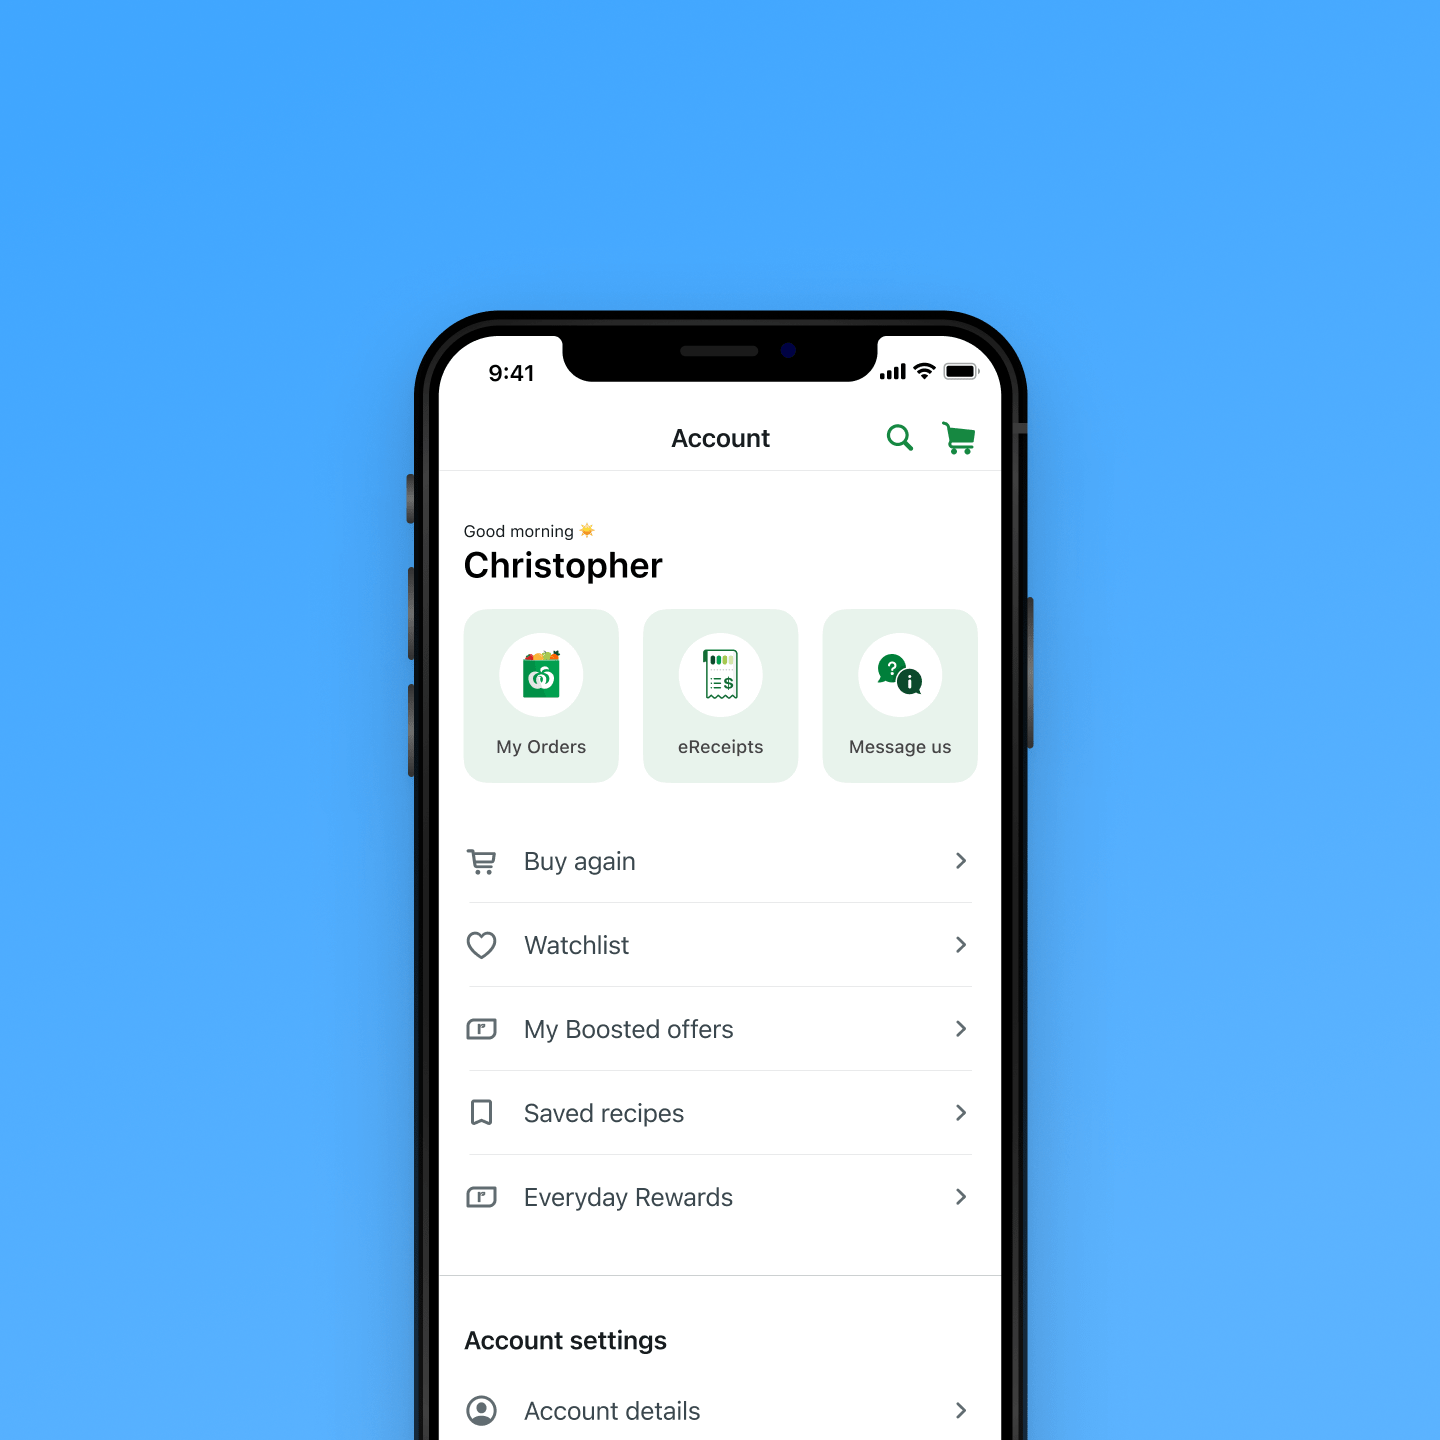 9:41
Account
Good morning ☀️
Christopher
My Orders
eReceipts
Message us
Buy again
Watchlist
My Boosted offers
Saved recipes
Everyday Rewards
Account settings
Account details